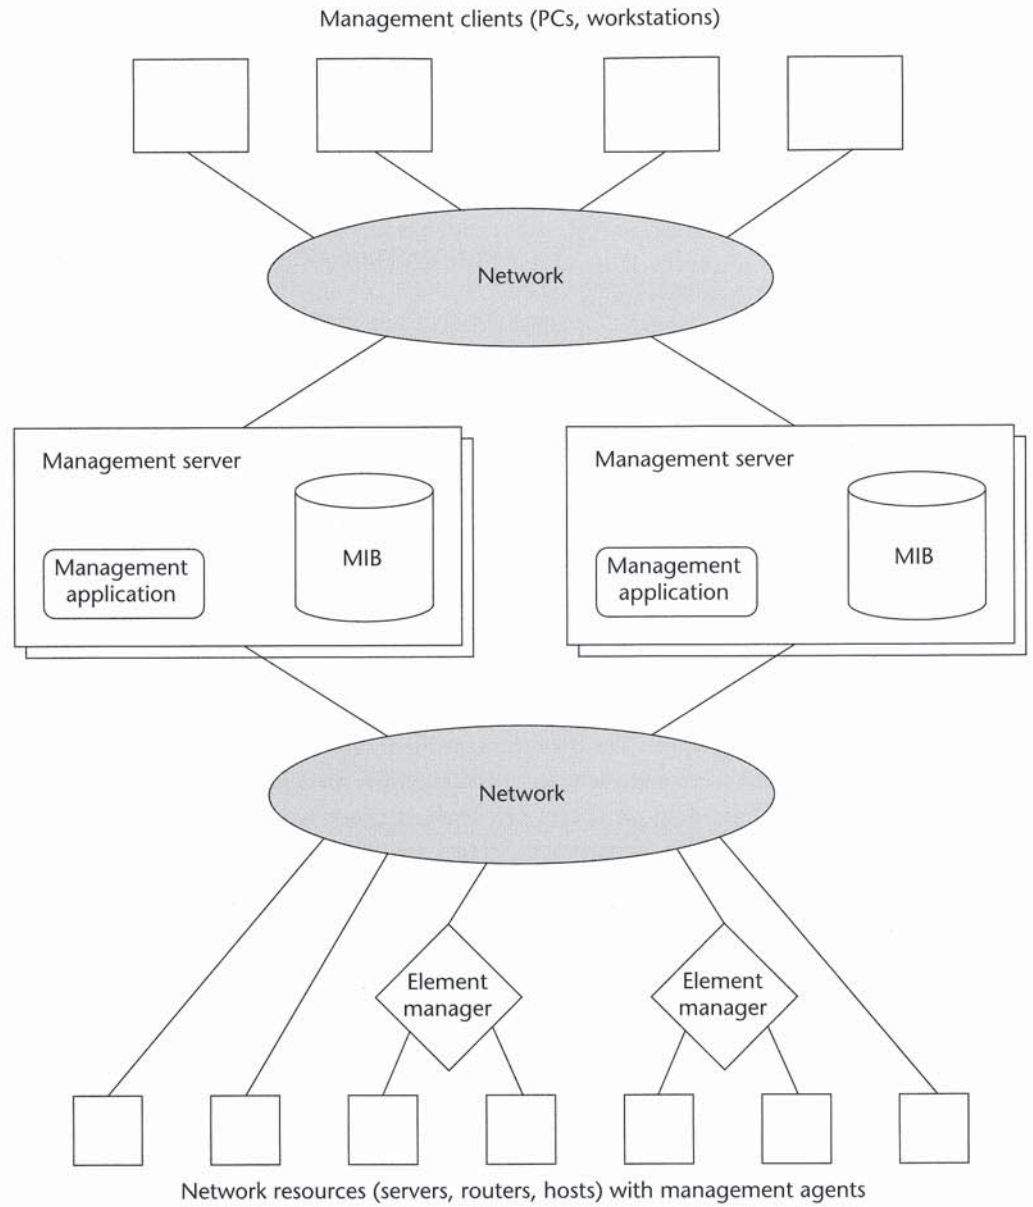 Management clients (PCs, workstations)
Network
Management server
MIB
Management
application
Management server
MIB
Management
application
Network
Element
manager
Element
manager
Network resources (servers, routers, hosts) with management agents